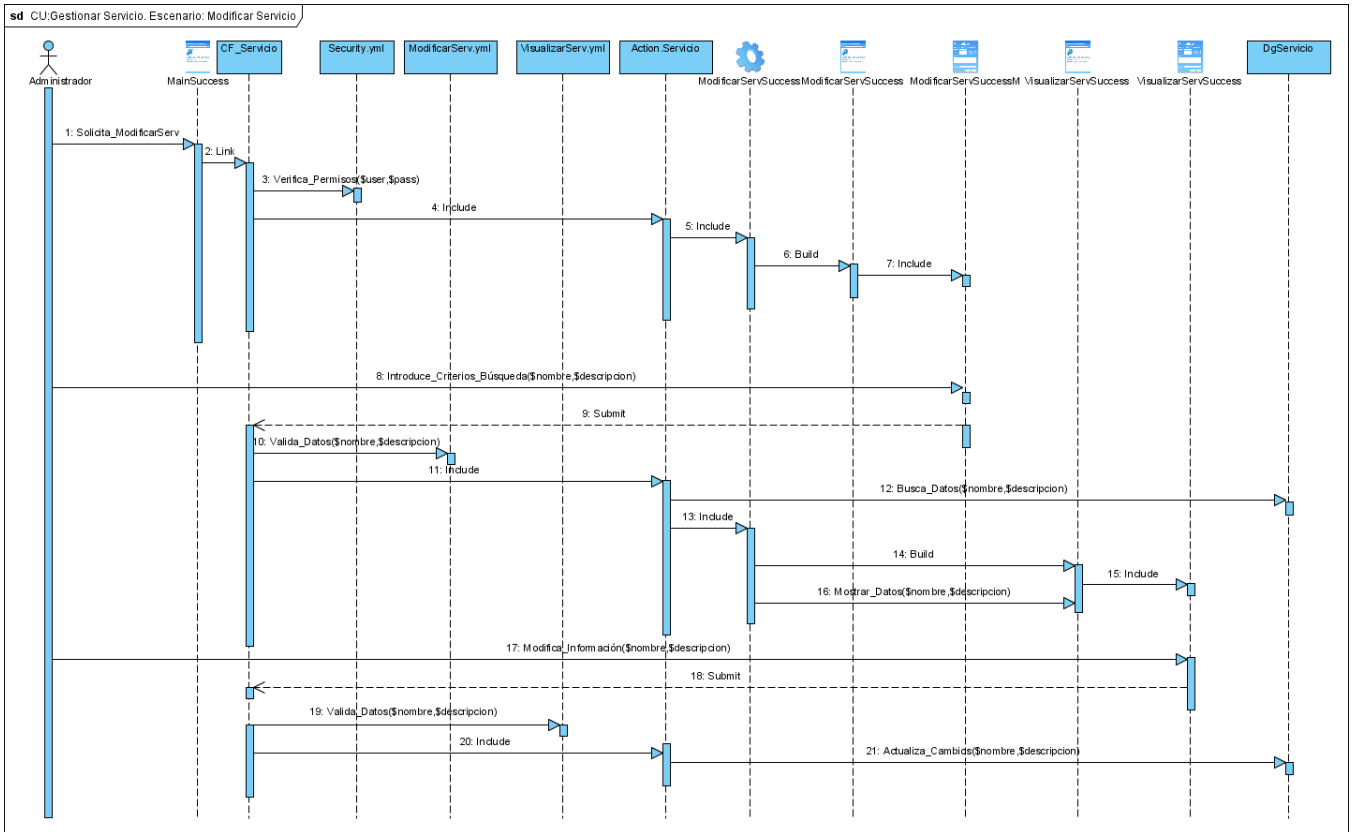 sd CU:Gestionar Servicio. Escenario: Modificar Servicio
Administrador
MainSuccess
CF_Servicio
Security.yml
ModificarServ.yml
VisualizarServ.yml
Action.Servicio
ModificarServSuccess
ModificarServSuccess
ModificarServSuccessM
VisualizarServSuccess
VisualizarServSuccess
DgServicio
1: Solicita_ModificarServ
2: Link
3: Verifica_Permisos($user,$pass)
4: Include
5: Include
6: Build
7: Include
8: Introduce_Criterios_Búsqueda($nombre,$descripcion)
9: Submit
10: Valida_Datos($nombre,$descripcion)
11: Include
12: Busca_Datos($nombre,$descripcion)
13: Include
14: Build
15: Include
16: Mostrar_Datos($nombre,$descripcion)
17: Modifica_Información($nombre,$descripcion)
18: Submit
19: Valida_Datos($nombre,$descripcion)
20: Include
21: Actualiza_Cambios($nombre,$descripcion)